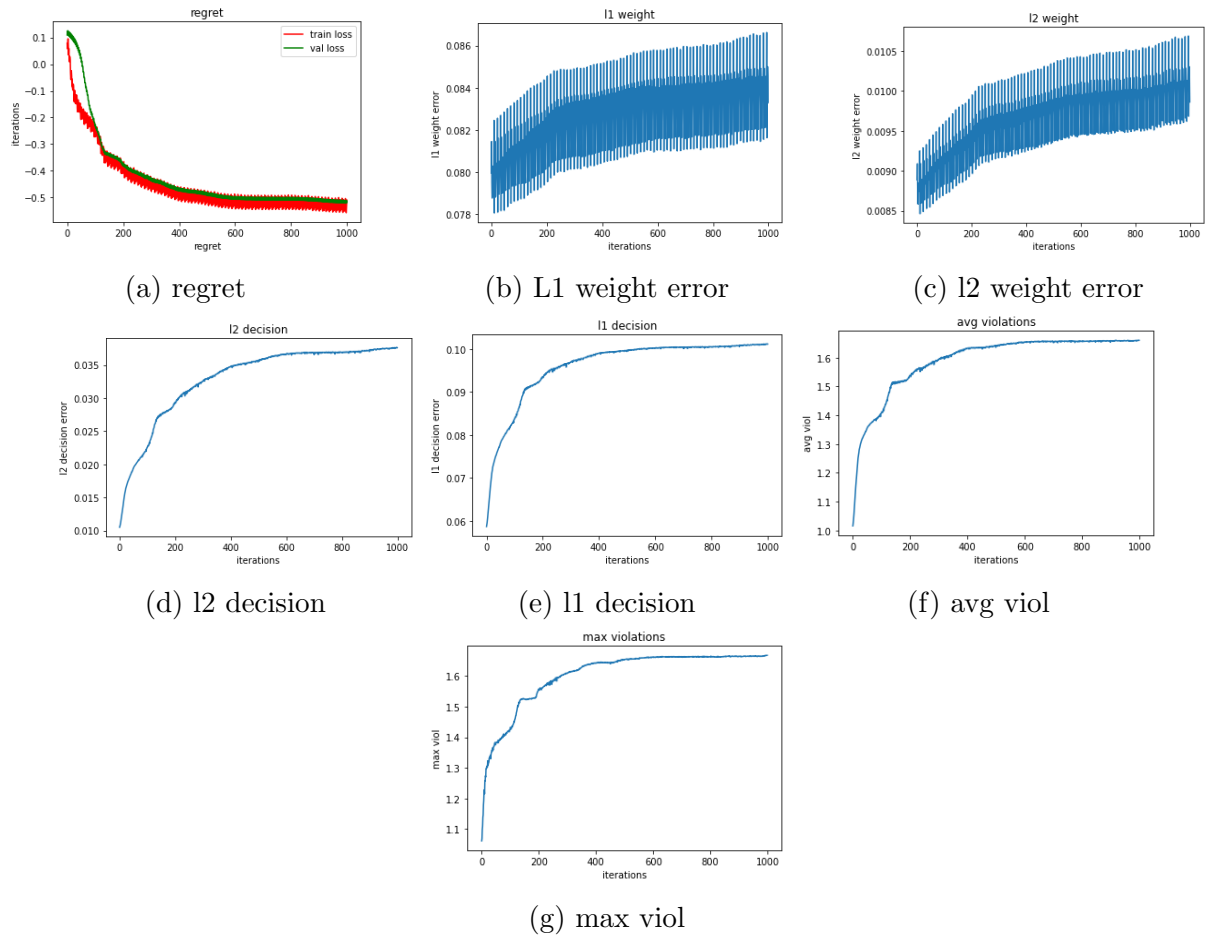 regret
train loss
val loss
0.1
0.0
−0.1
−0.2
−0.3
−0.4
−0.5
iterations
0 200 400 600 800 1000
regret
(a) regret
l1 weight
0.086
0.084
0.082
0.080
0.078
l1 weight error
0 200 400 600 800 1000
iterations
(b) L1 weight error
l2 weight
0.0105
0.0100
0.0095
0.0090
0.0085
l2 weight error
0 200 400 600 800 1000
iterations
(c) l2 weight error
l2 decision
0.035
0.030
0.025
0.020
0.015
0.010
l2 decision error
0 200 400 600 800 1000
iterations
(d) l2 decision
l1 decision
0.10
0.09
0.08
0.07
0.06
l1 decision error
0 200 400 600 800 1000
iterations
(e) l1 decision
avg violations
1.6
1.5
1.4
1.3
1.2
1.1
1.0
avg viol
0 200 400 600 800 1000
iterations
(f) avg viol
max violations
1.6
1.5
1.4
1.3
1.2
1.1
max viol
0 200 400 600 800 1000
iterations
(g) max viol